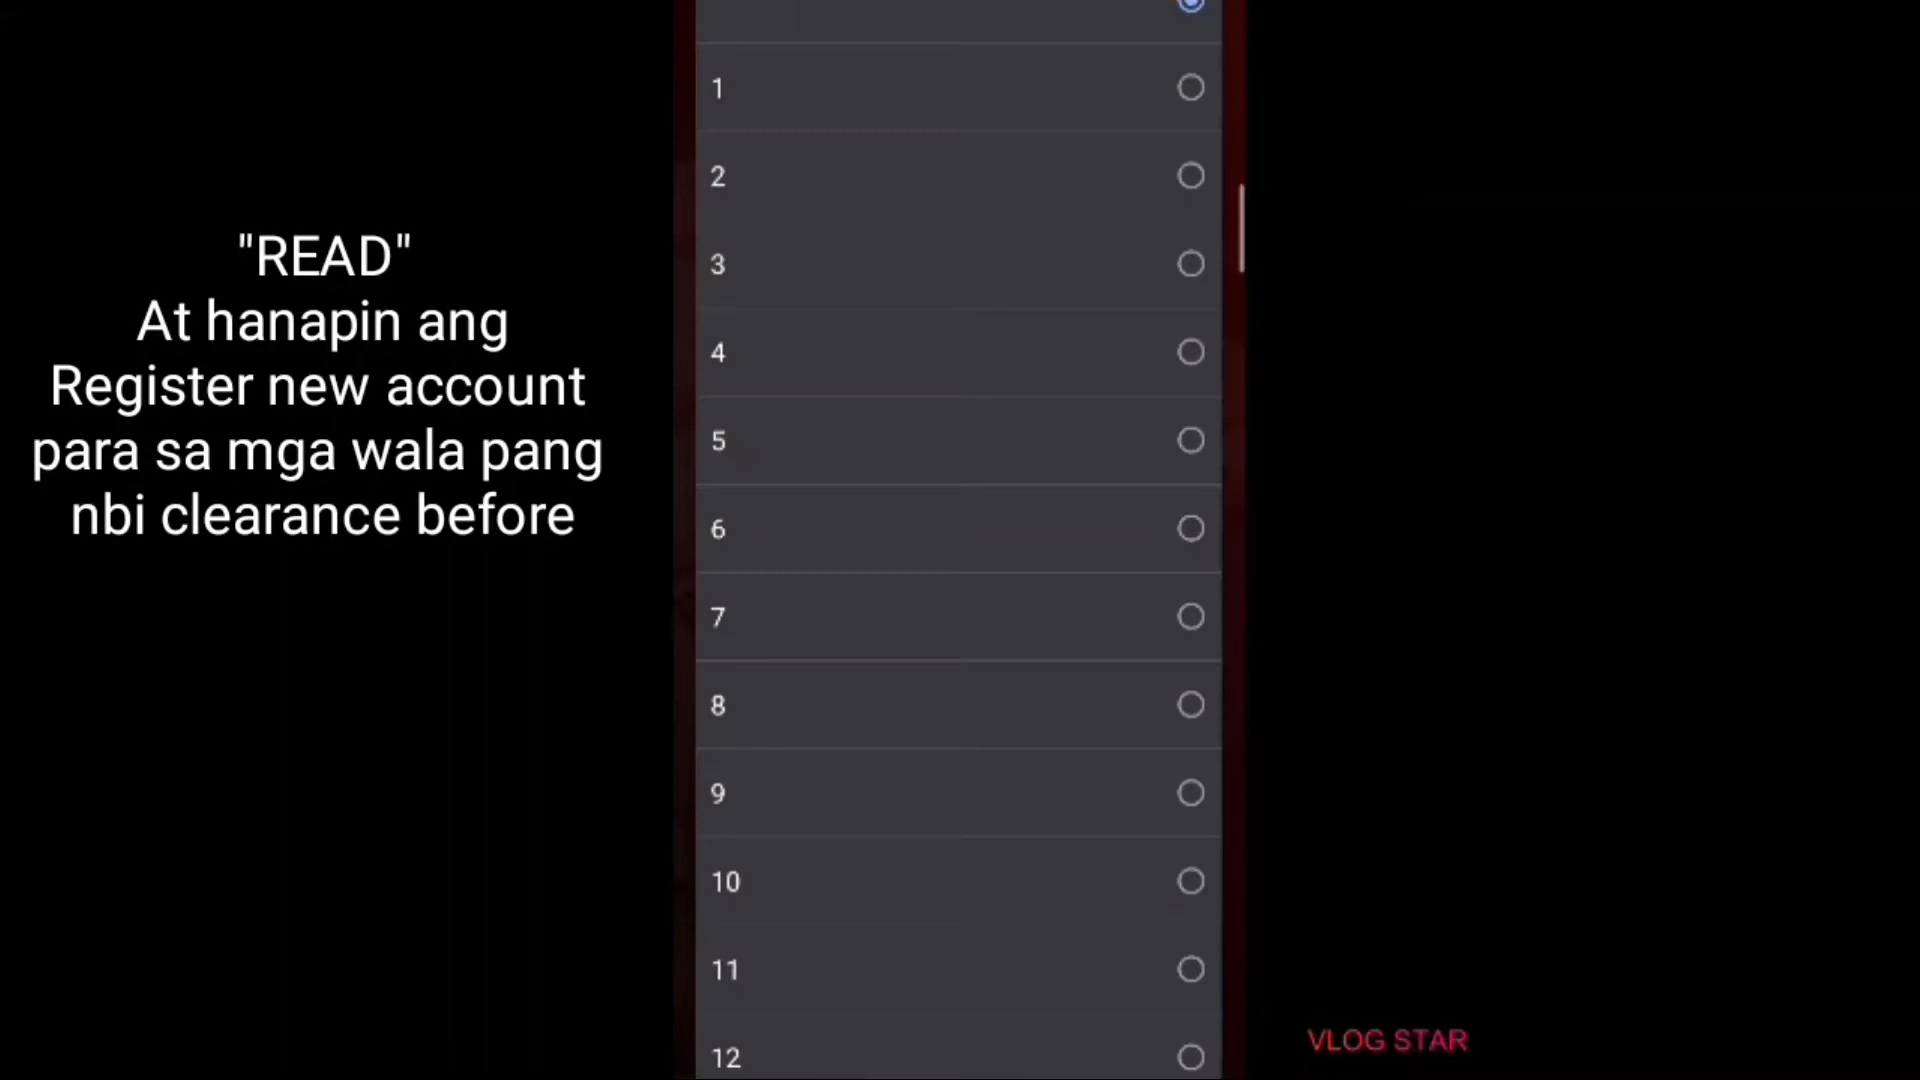 "READ"
At hanapin ang
Register new account
para sa mga wala pang
nbi clearance before
1
2
3
4
5
6
7
8
9
10
11
12
VLOG STAR